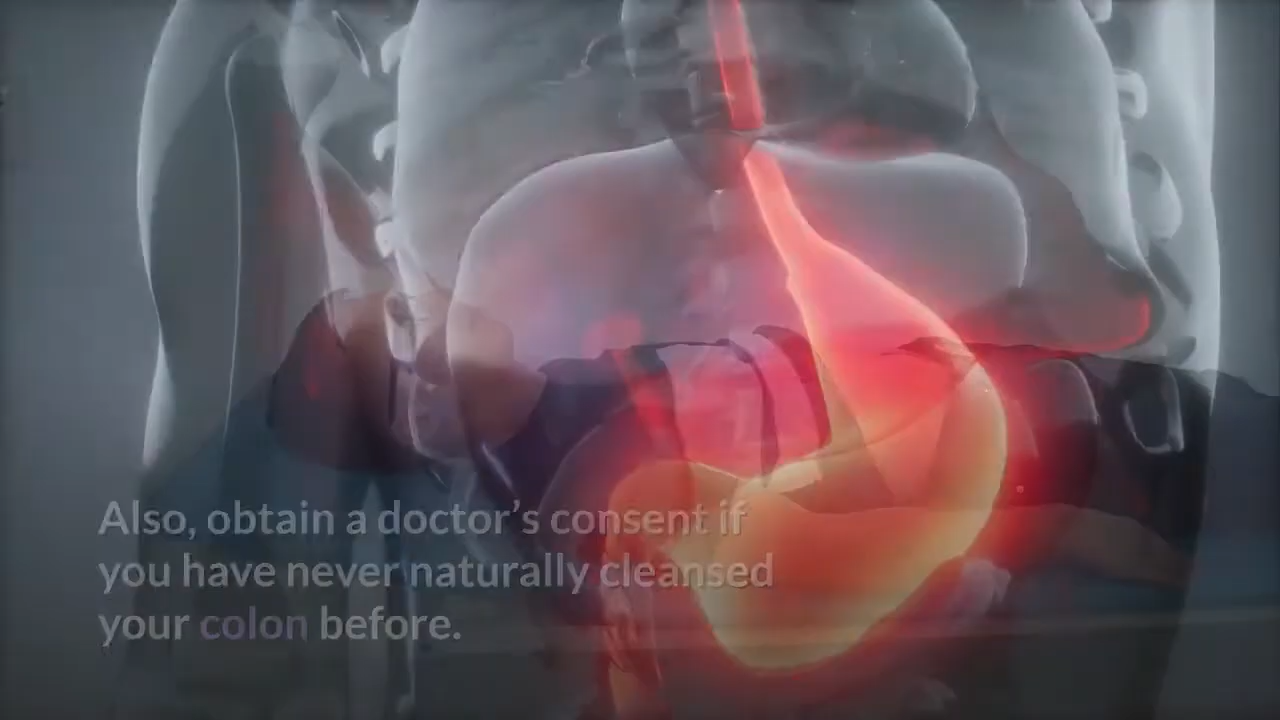 Also, obtain a doctor’s consent if
you have never naturally cleansed
your colon before.